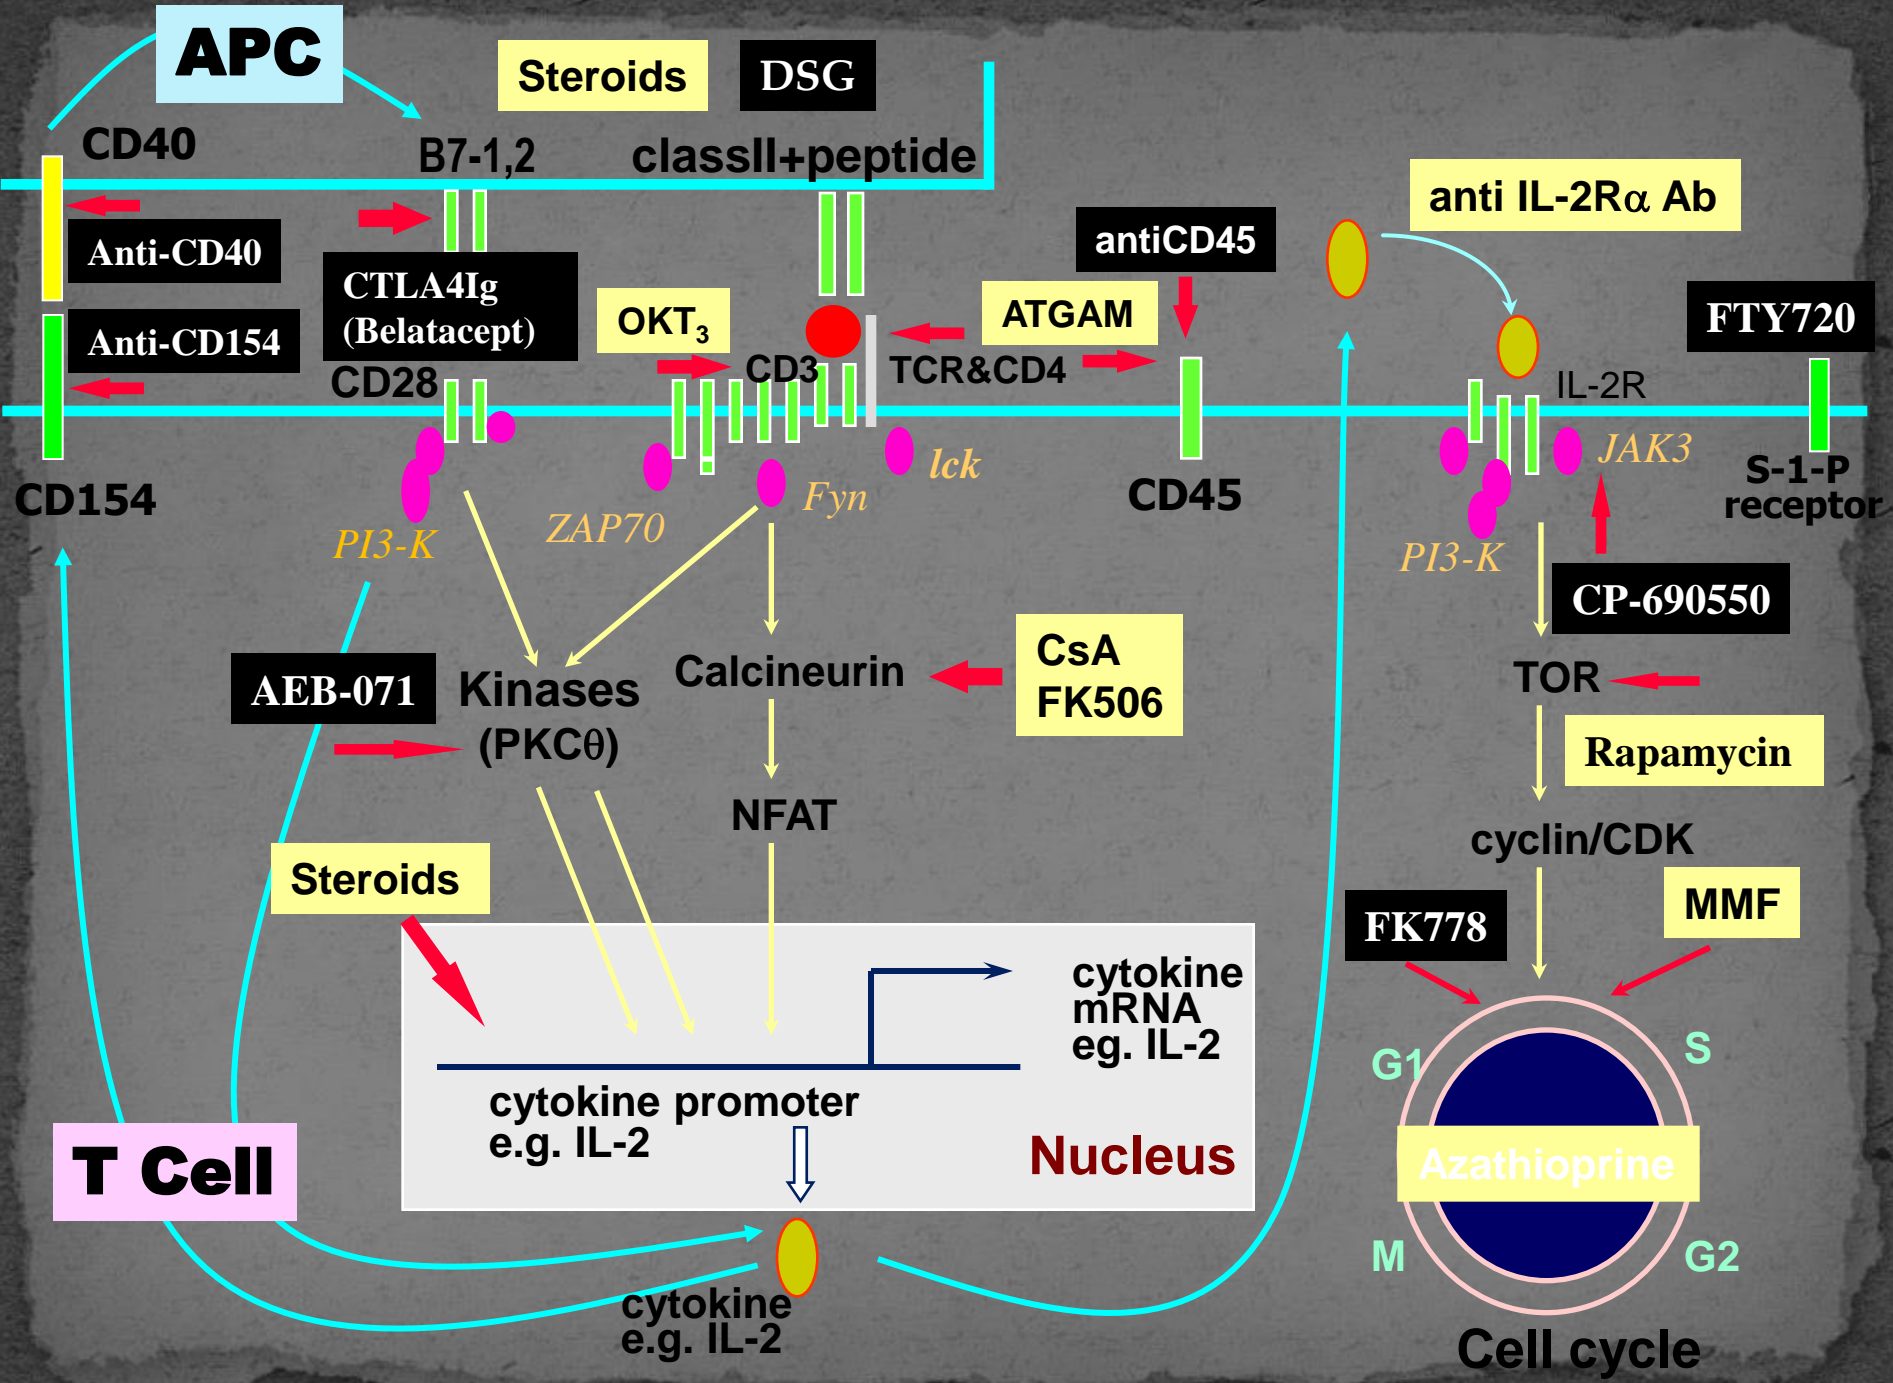 APC
Steroids
DSG
CD40
B7-1,2
classII+peptide
anti IL-2Rα Ab
Anti-CD40
antiCD45
CTLA4Ig
(Belatacept)
OKT3
ATGAM
FTY720
Anti-CD154
CD28
CD3
TCR&CD4
IL-2R
CD154
PI3-K
ZAP70
Fyn
lck
CD45
JAK3
S-1-P
receptor
PI3-K
CP-690550
AEB-071
Kinases
(PKCθ)
Calcineurin
CsA
FK506
TOR
Rapamycin
NFAT
cyclin/CDK
Steroids
FK778
MMF
cytokine
mRNA
eg. IL-2
cytokine promoter
e.g. IL-2
Nucleus
G1
S
T Cell
Azathioprine
M
G2
cytokine
e.g. IL-2
Cell cycle